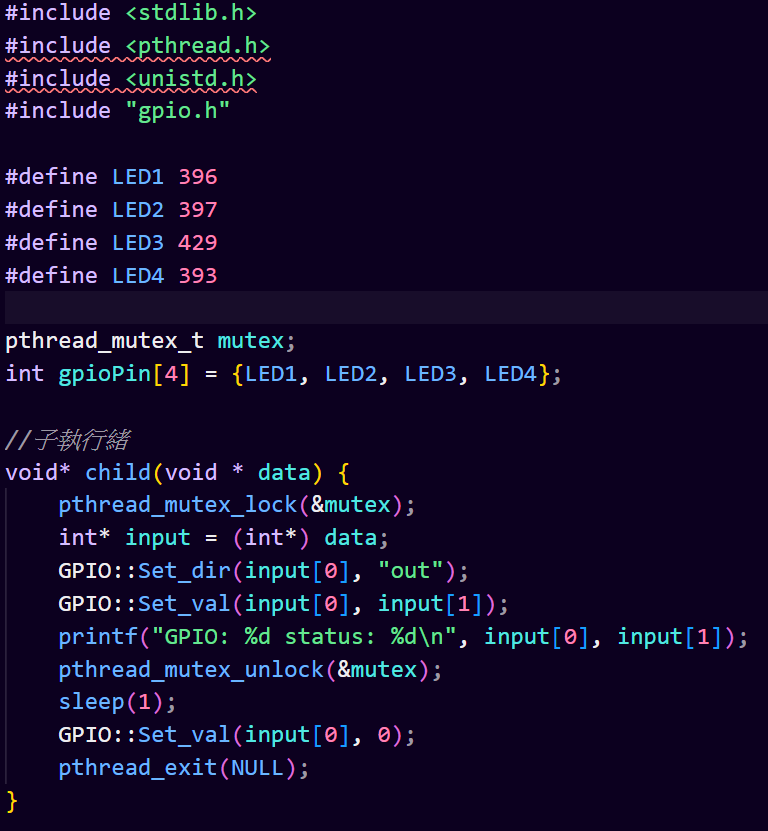 #include <stdlib.h>
#include <pthread.h>
#include <unistd.h>
#include "gpio.h"
#define LED1 396
#define LED2 397
#define LED3 429
#define LED4 393
pthread_mutex_t mutex;
int gpioPin[4] = {LED1, LED2, LED3, LED4};
//子執行緒
void* child(void * data) {
    pthread_mutex_lock(&mutex);
    int* input = (int*) data;
    GPIO::Set_dir(input[0], "out");
    GPIO::Set_val(input[0], input[1]);
    printf("GPIO: %d status: %d\n", input[0], input[1]);
    pthread_mutex_unlock(&mutex);
    sleep(1);
    GPIO::Set_val(input[0], 0);
    pthread_exit(NULL);
}